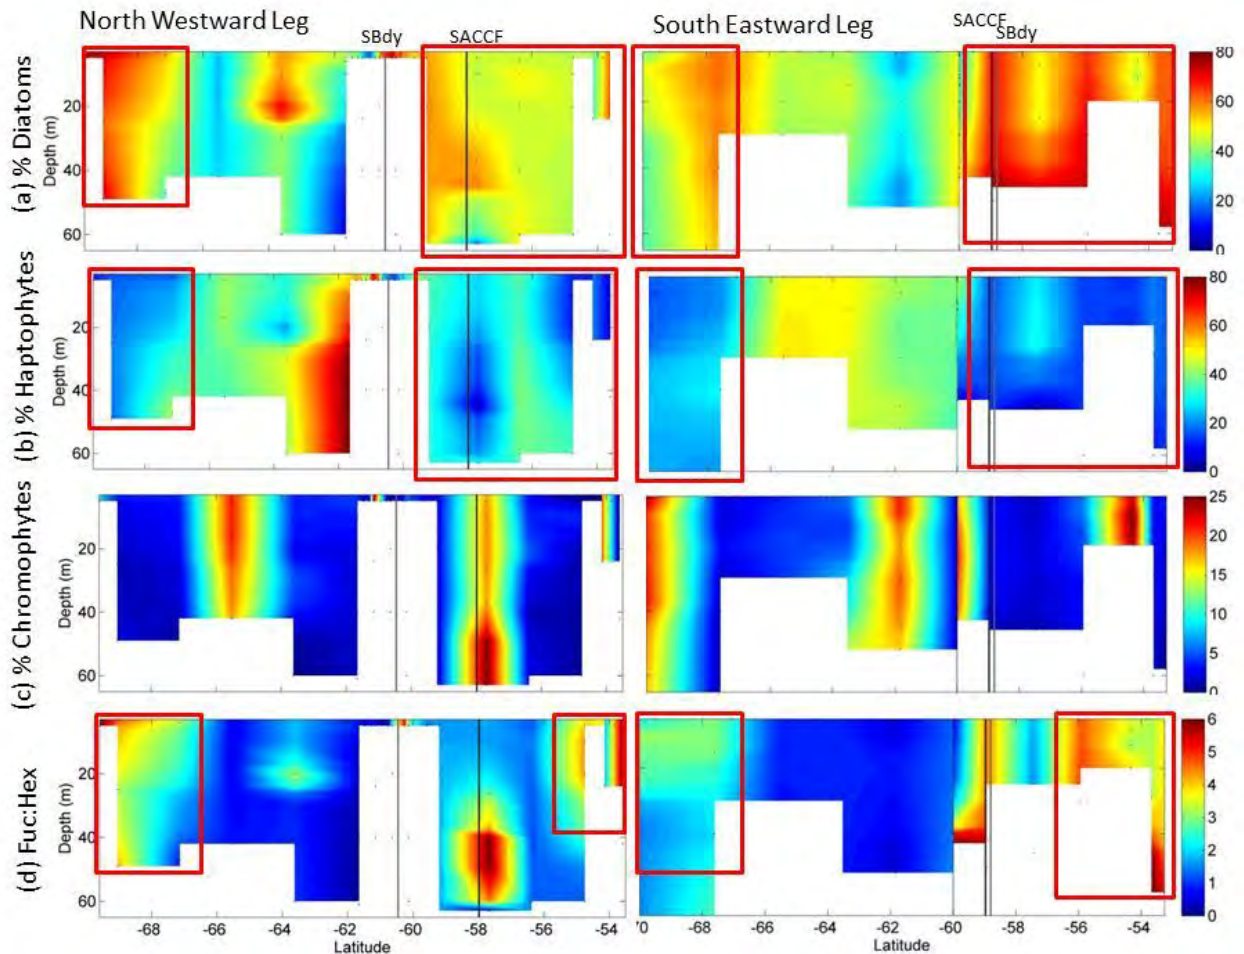 North Westward Leg
SBdy
SACCF
South Eastward Leg
SACCF
SBdy
(a) % Diatoms
Depth (m)
20
40
60
80
60
40
20
0
(b) % Haptophytes
Depth (m)
20
40
60
80
60
40
20
0
(c) % Chromophytes
Depth (m)
20
40
60
25
20
15
10
5
0
(d) Fuc:Hex
Depth (m)
20
40
60
6
5
4
3
2
1
0
-68 -66 -64 -62 -60 -58 -56 -54
Latitude
-70 -68 -66 -64 -62 -60 -58 -56 -54
Latitude